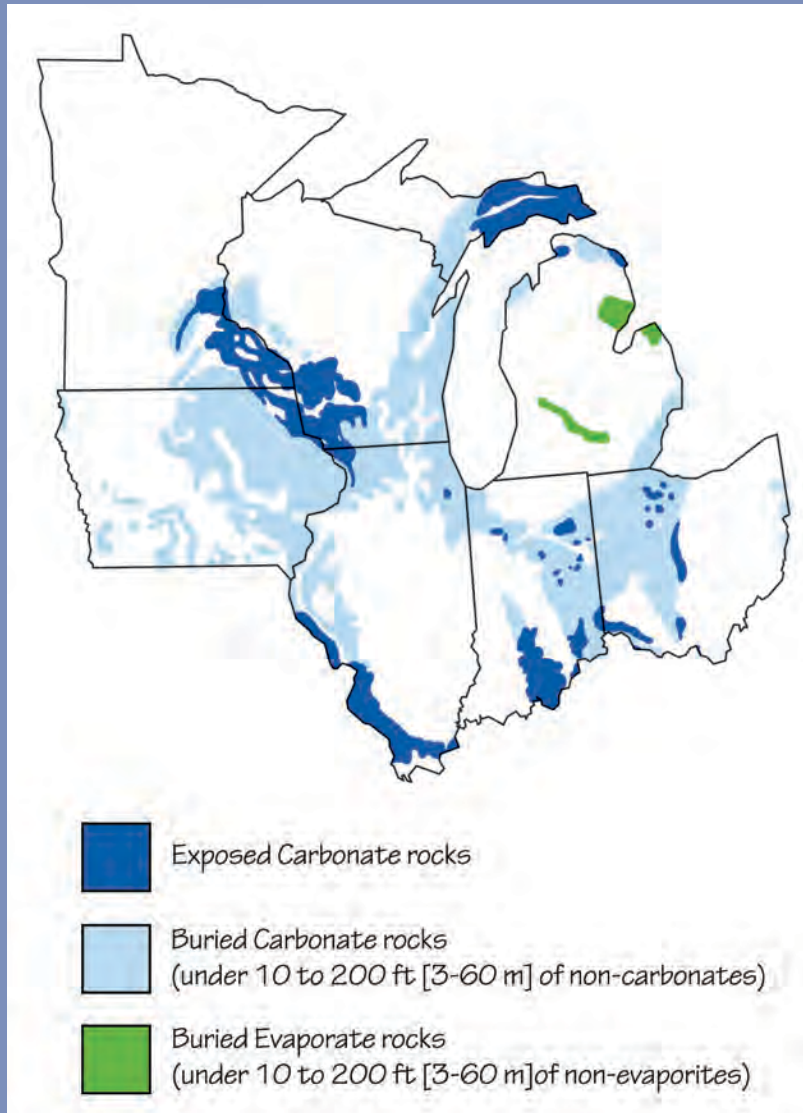 Exposed Carbonate rocks
Buried Carbonate rocks
(under 10 to 200 ft [3-60 m] of non-carbonates)
Buried Evaporate rocks
(under 10 to 200 ft [3-60 m]of non-evaporites)